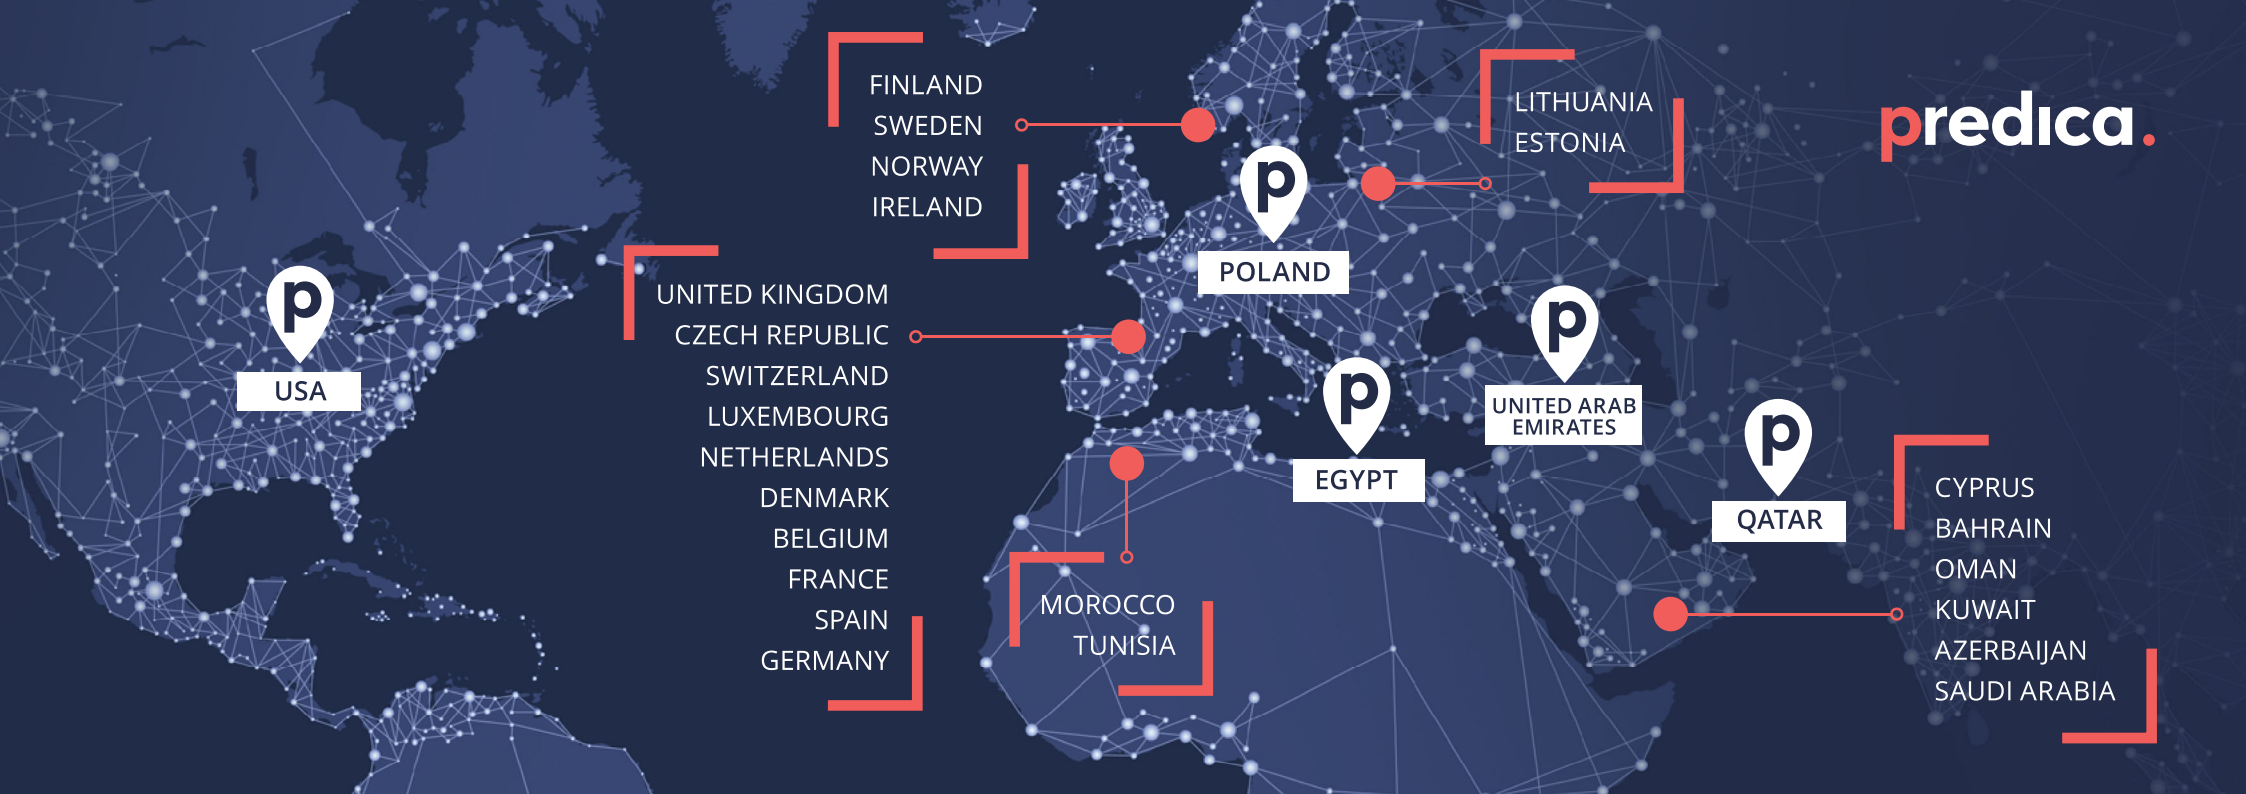 FINLAND
SWEDEN
NORWAY
IRELAND
LITHUANIA
ESTONIA
predica.
p
POLAND
UNITED KINGDOM
CZECH REPUBLIC
SWITZERLAND
LUXEMBOURG
NETHERLANDS
DENMARK
BELGIUM
FRANCE
SPAIN
GERMANY
p
USA
p
UNITED ARAB
EMIRATES
p
EGYPT
p
QATAR
CYPRUS
BAHRAIN
OMAN
KUWAIT
AZERBAIJAN
SAUDI ARABIA
MOROCCO
TUNISIA